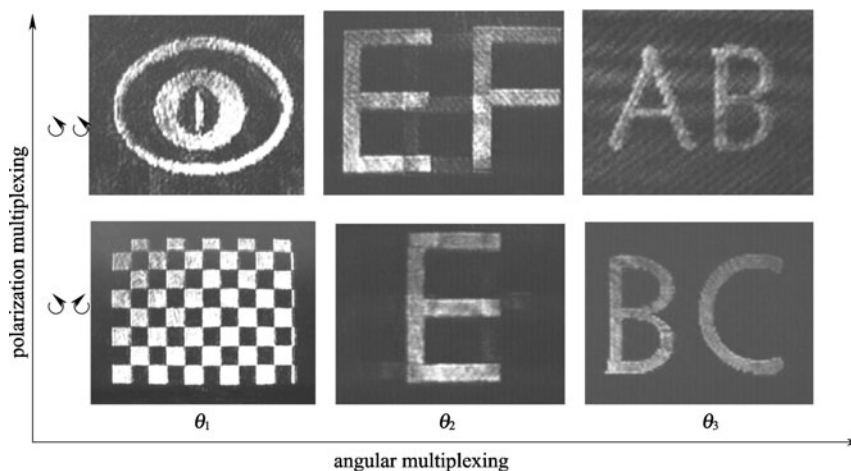 polarization multiplexing
EF
AB
E
BC
θ1
θ2
θ3
angular multiplexing